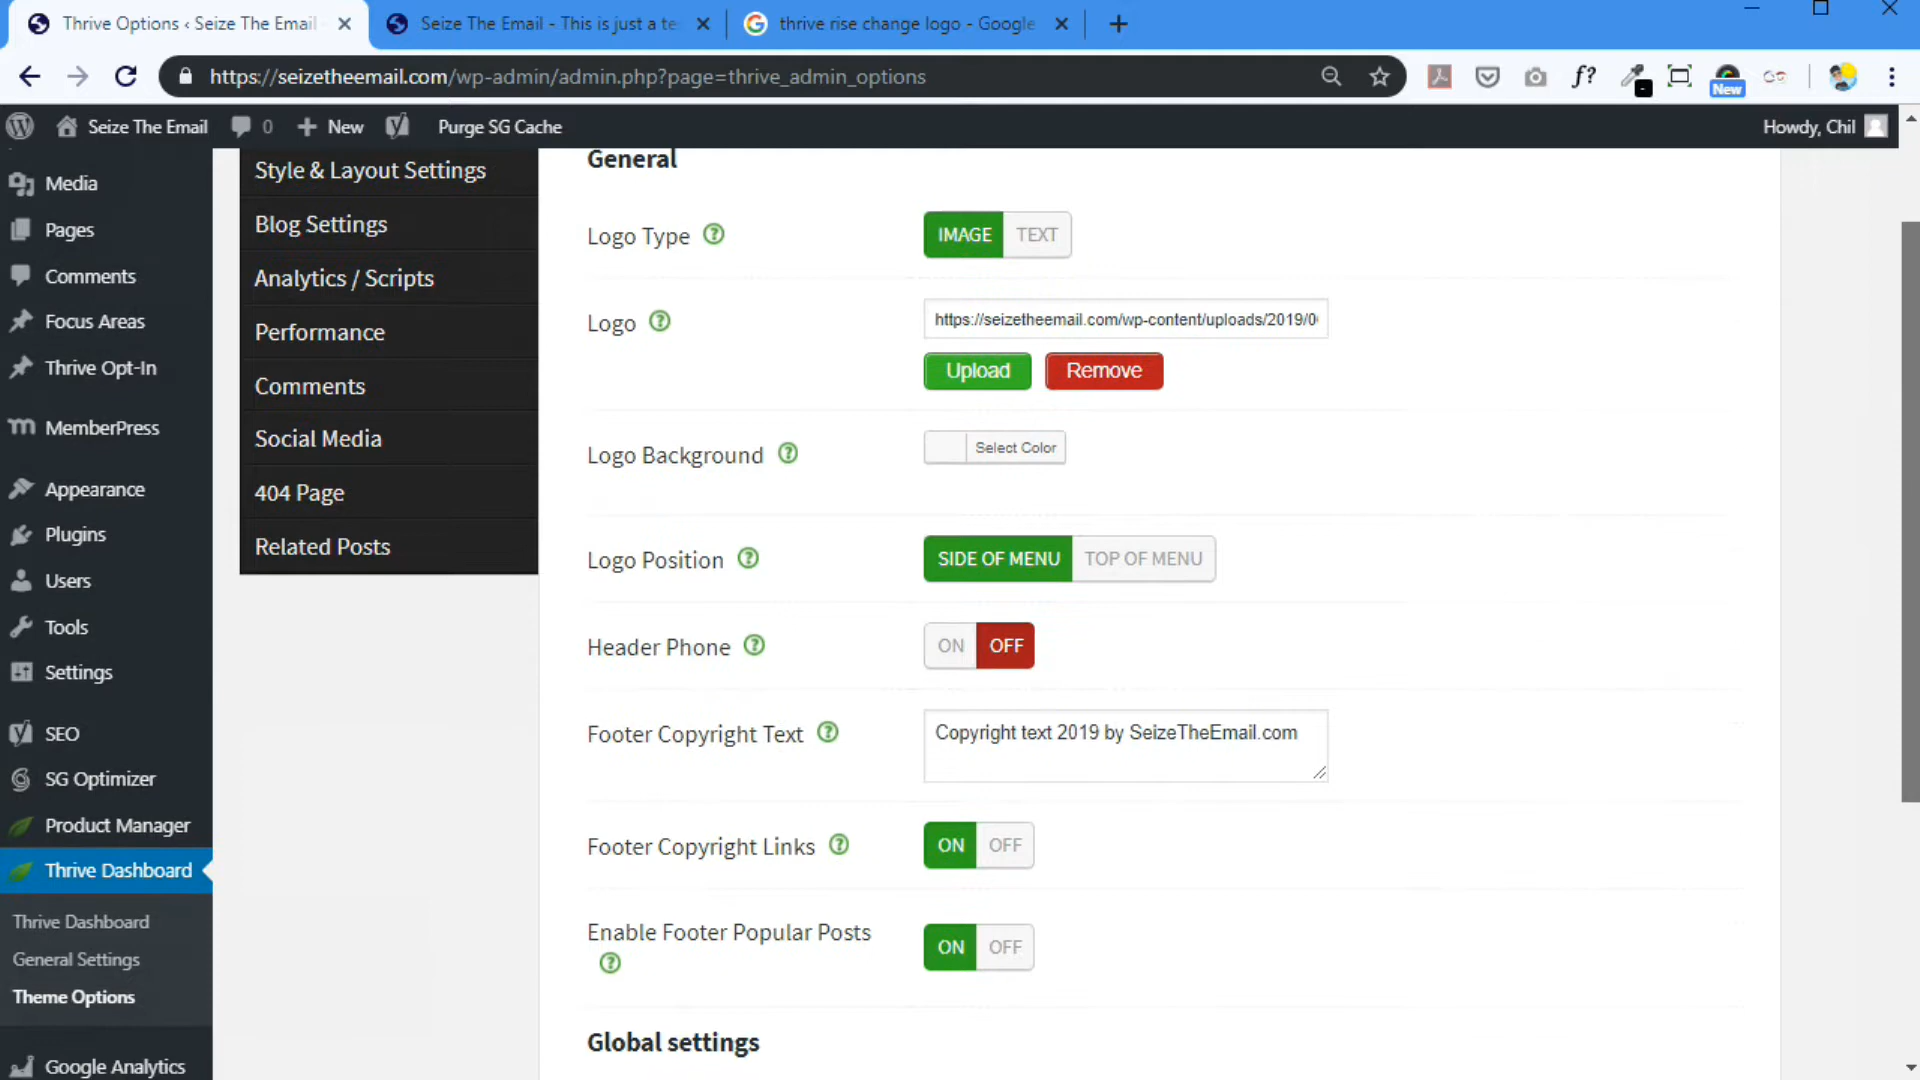 Thrive Options ‹ Seize The Email
Seize The Email - This is just a te
thrive rise change logo - Google
https://seizetheemail.com/wp-admin/admin.php?page=thrive_admin_options
f?
New
Seize The Email
0
New
Purge SG Cache
Howdy, Chil
Media
Pages
Comments
Focus Areas
Thrive Opt-In
MemberPress
Appearance
Plugins
Users
Tools
Settings
SEO
SG Optimizer
Product Manager
Thrive Dashboard
Thrive Dashboard
General Settings
Theme Options
Google Analytics
Style & Layout Settings
Blog Settings
Analytics / Scripts
Performance
Comments
Social Media
404 Page
Related Posts
General
Logo Type ?
IMAGE TEXT
Logo ?
https://seizetheemail.com/wp-content/uploads/2019/0
Upload Remove
Logo Background ?
Select Color
Logo Position ?
SIDE OF MENU TOP OF MENU
Header Phone ?
ON OFF
Footer Copyright Text ?
Copyright text 2019 by SeizeTheEmail.com
Footer Copyright Links ?
ON OFF
Enable Footer Popular Posts
?
ON OFF
Global settings